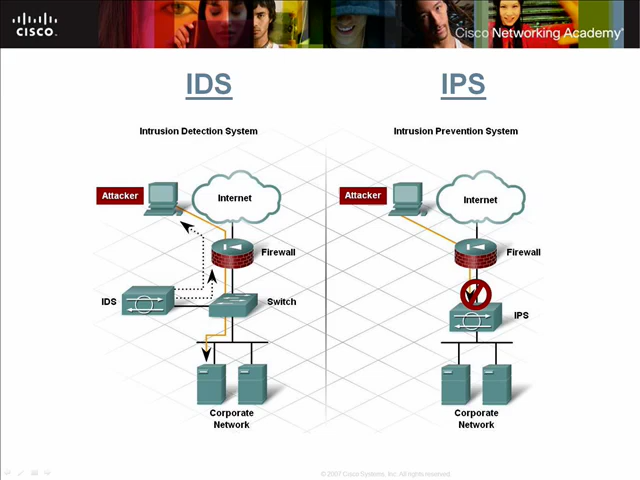 CISCO
Cisco Networking Academy®
IDS
IPS
Intrusion Detection System
Intrusion Prevention System
Attacker
Internet
Firewall
IDS
Switch
Corporate
Network
Attacker
Internet
Firewall
IPS
Corporate
Network
© 2007 Cisco Systems, Inc. All rights reserved.